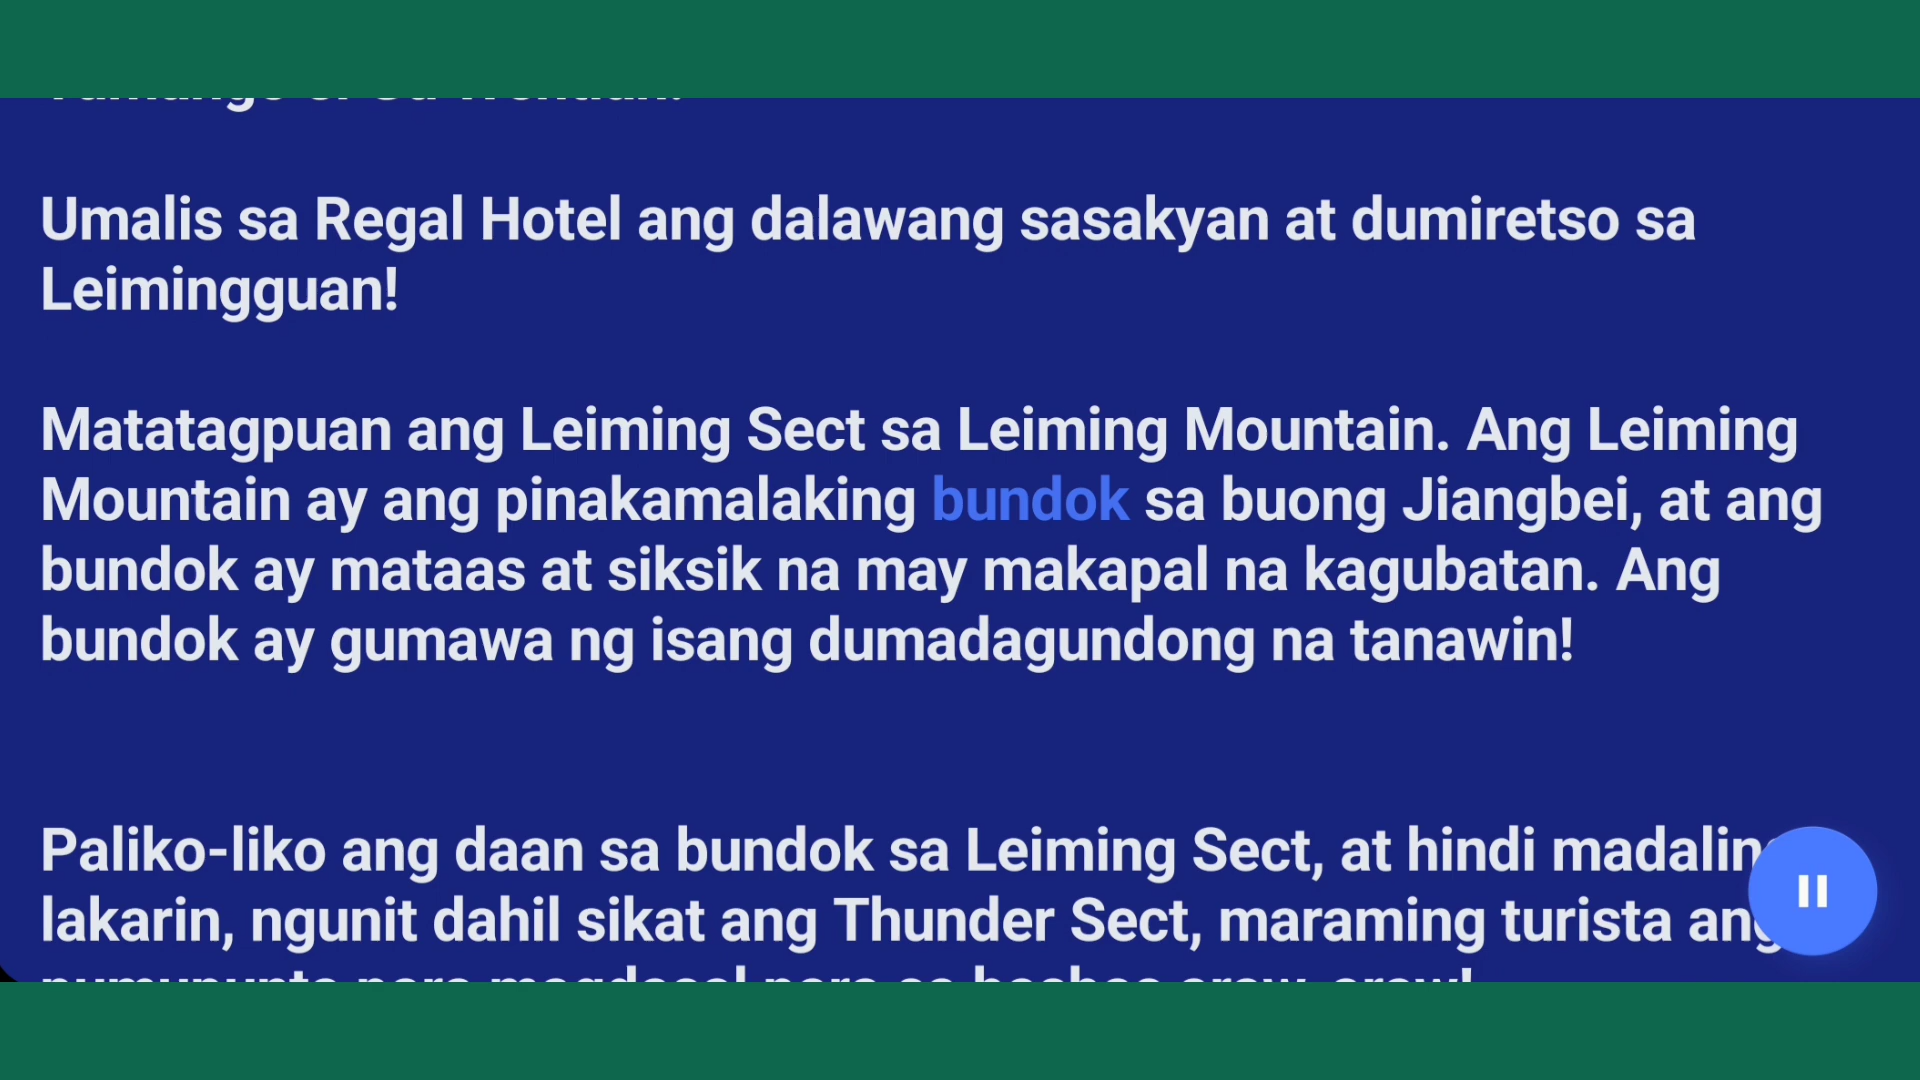 Umalis sa Regal Hotel ang dalawang sasakyan at dumiretso sa
Leimingguan!
Matatagpuan ang Leiming Sect sa Leiming Mountain. Ang Leiming
Mountain ay ang pinakamalaking bundok sa buong Jiangbei, at ang
bundok ay mataas at siksik na may makapal na kagubatan. Ang
bundok ay gumawa ng isang dumadagundong na tanawin!
Paliko-liko ang daan sa bundok sa Leiming Sect, at hindi madaling
lakarin, ngunit dahil sikat ang Thunder Sect, maraming turista ang